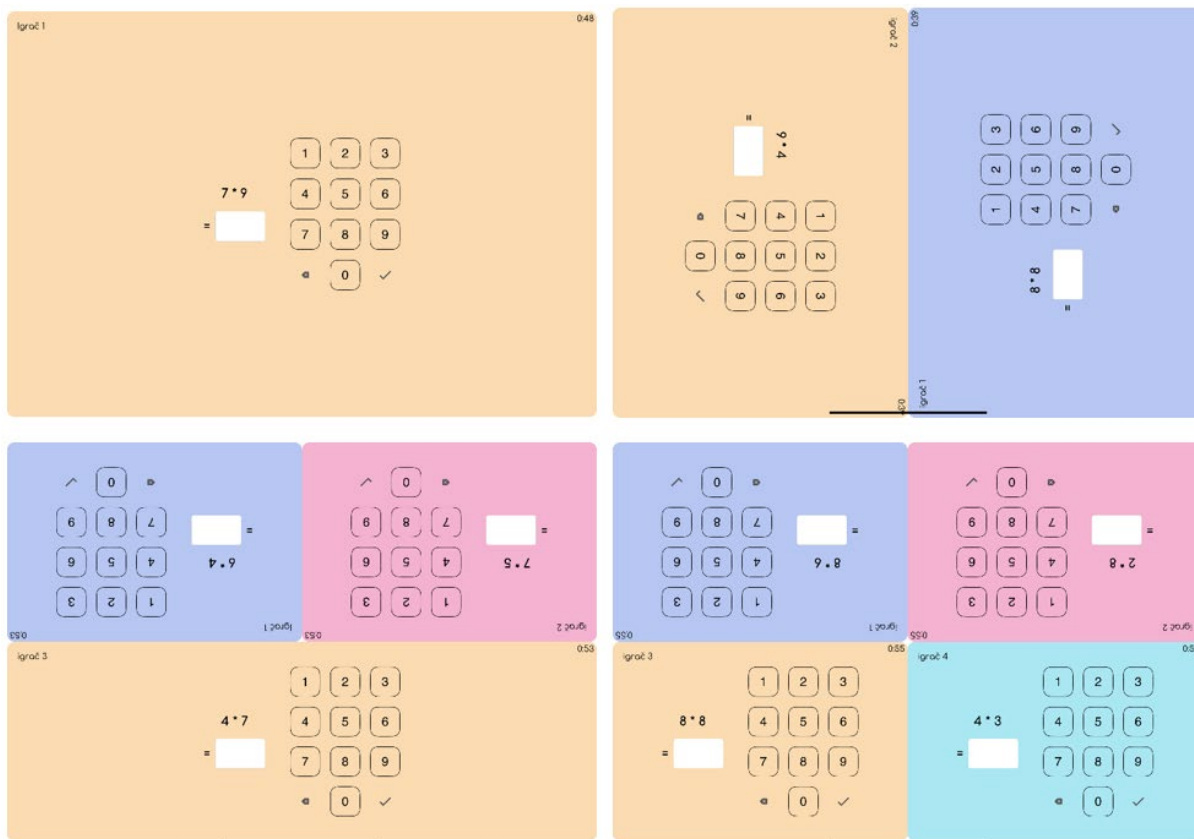 Igrač 1 0:48
7 * 9
=
1 2 3
4 5 6
7 8 9
0
igrač 2
9 * 4
=
1 2 3
4 5 6
7 8 9
0
igrač 1 0:39
8 * 8
=
1 2 3
4 5 6
7 8 9
0
igrač 1 0:53
4 * 9
=
1 2 3
4 5 6
7 8 9
0
igrač 2 0:53
7 * 5
=
1 2 3
4 5 6
7 8 9
0
igrač 3 0:53
4 * 7
=
1 2 3
4 5 6
7 8 9
0
igrač 1 0:55
8 * 6
=
1 2 3
4 5 6
7 8 9
0
igrač 2 0:55
2 * 8
=
1 2 3
4 5 6
7 8 9
0
igrač 3 0:55
8 * 8
=
1 2 3
4 5 6
7 8 9
0
igrač 4
4 * 3
=
1 2 3
4 5 6
7 8 9
0